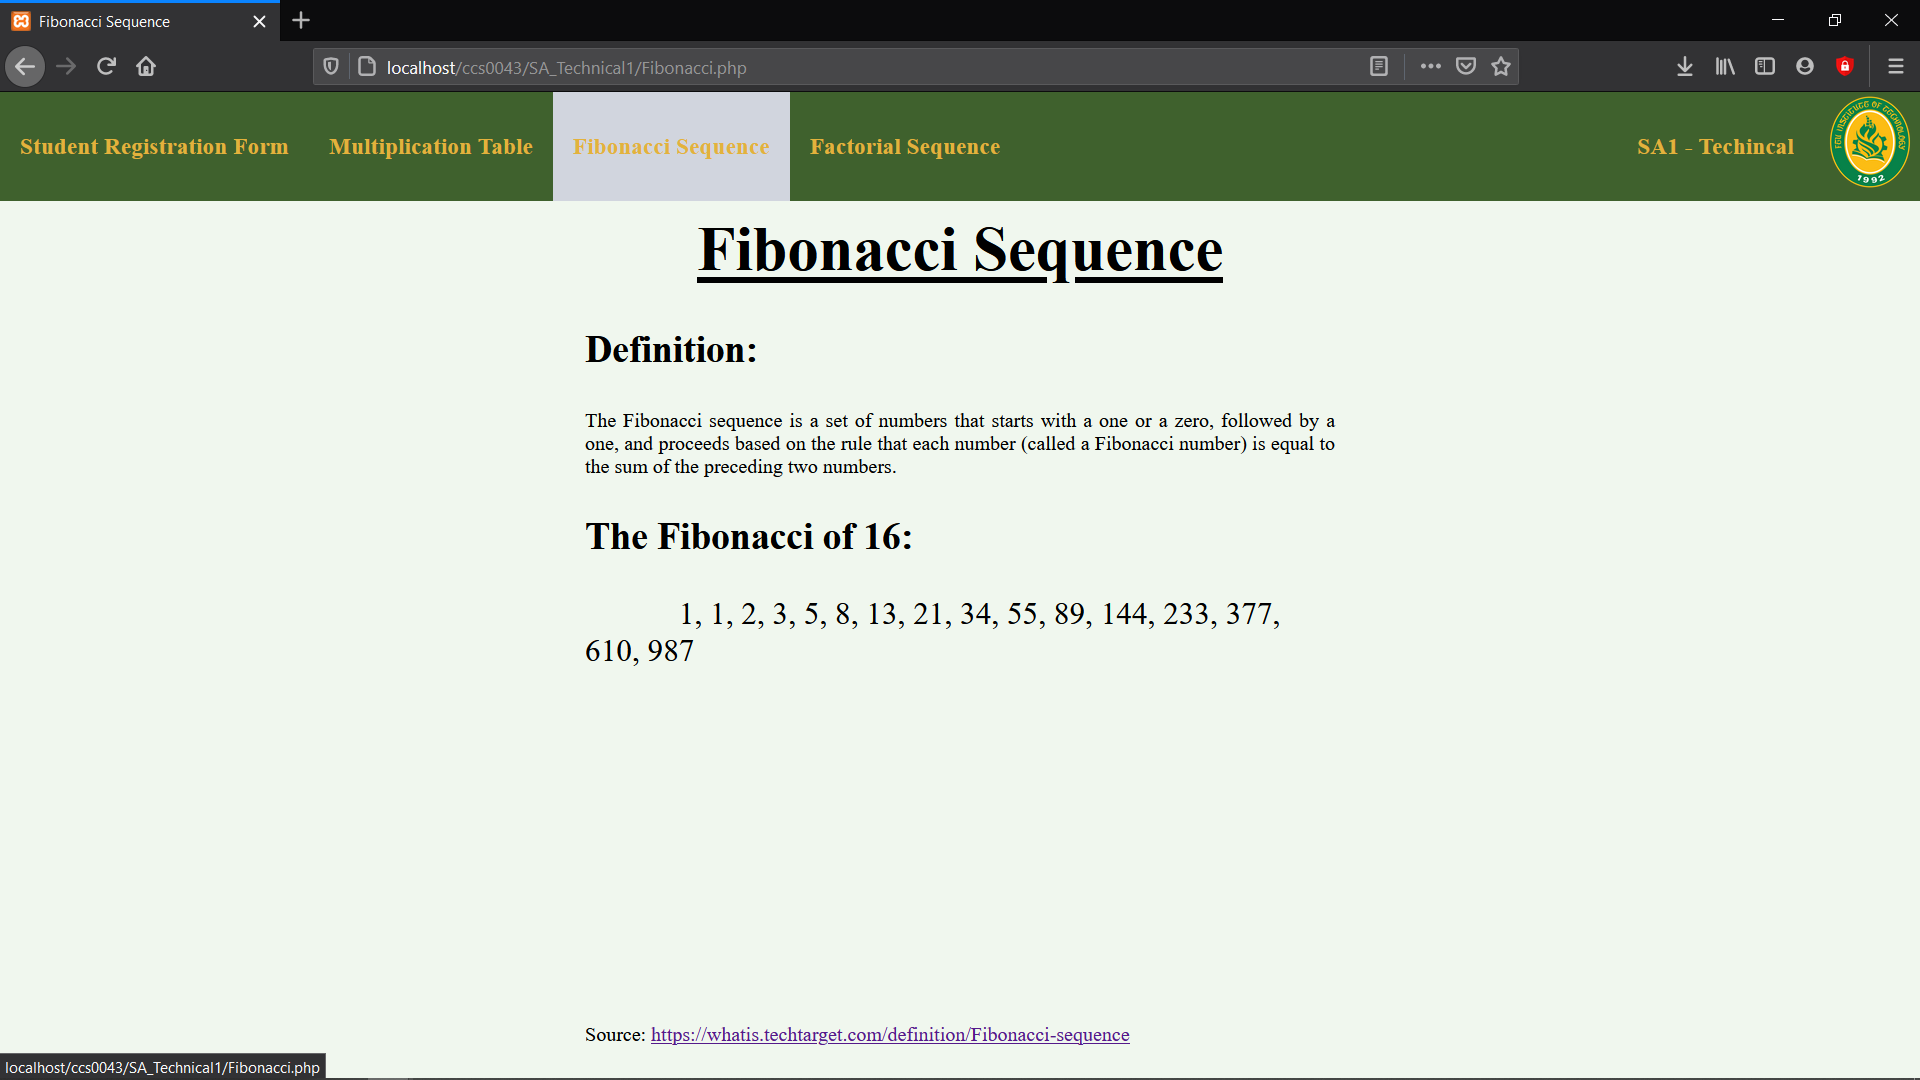 Fibonacci Sequence
localhost/ccs0043/SA_Technical1/Fibonacci.php
Student Registration Form
Multiplication Table
Fibonacci Sequence
Factorial Sequence
SA1 - Techincal
FEU INSTITUTE OF TECHNOLOGY
1992
Fibonacci Sequence
Definition:
The Fibonacci sequence is a set of numbers that starts with a one or a zero, followed by a
one, and proceeds based on the rule that each number (called a Fibonacci number) is equal to
the sum of the preceding two numbers.
The Fibonacci of 16:
1, 1, 2, 3, 5, 8, 13, 21, 34, 55, 89, 144, 233, 377,
610, 987
Source: https://whatis.techtarget.com/definition/Fibonacci-sequence
localhost/ccs0043/SA_Technical1/Fibonacci.php